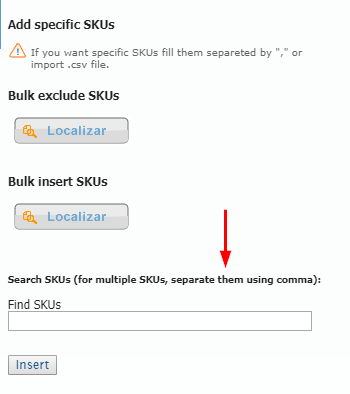 Add specific SKUs
If you want specific SKUs fill them separeted by "," or
import .csv file.
Bulk exclude SKUs
Localizar
Bulk insert SKUs
Localizar
Search SKUs (for multiple SKUs, separate them using comma):
Find SKUs
Insert